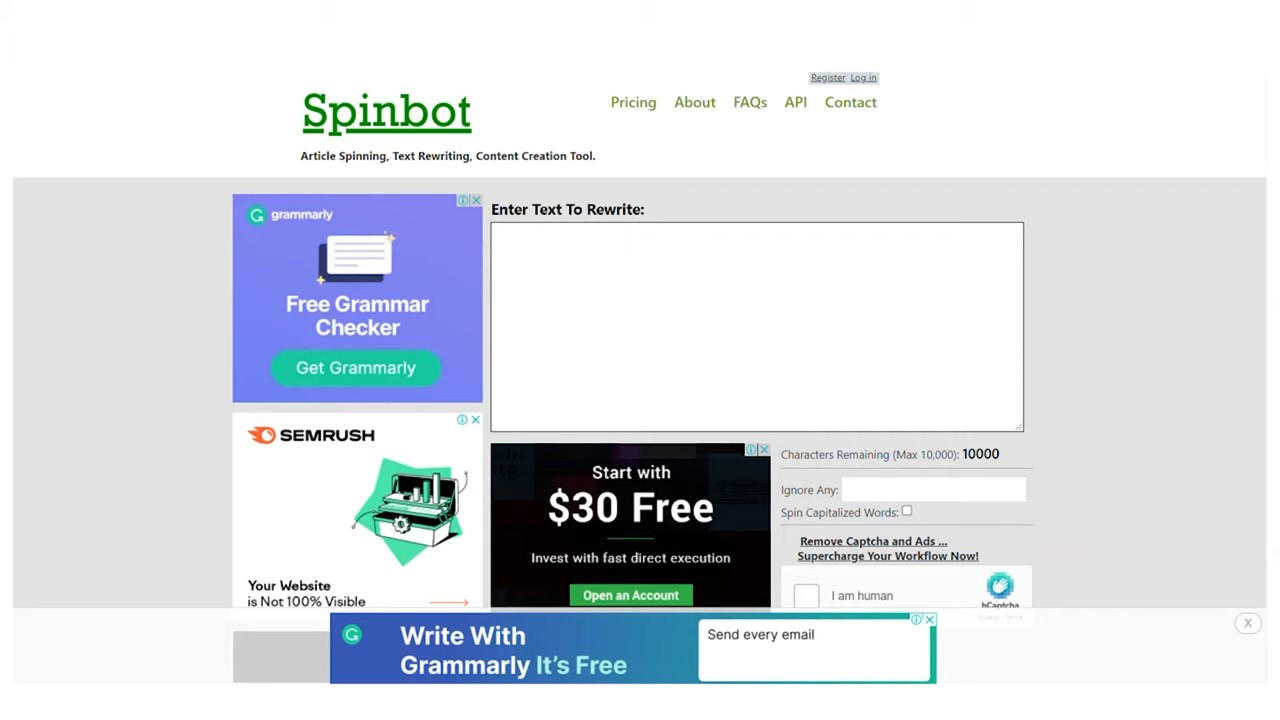 Register Log in
Spinbot
Pricing About FAQs API Contact
Article Spinning, Text Rewriting, Content Creation Tool.
grammarly
Free Grammar
Checker
Get Grammarly
Enter Text To Rewrite:
SEMRUSH
Your Website
is Not 100% Visible
Start with
$30 Free
Invest with fast direct execution
Open an Account
Characters Remaining (Max 10,000): 10000
Ignore Any:
Spin Capitalized Words:
Remove Captcha and Ads ...
Supercharge Your Workflow Now!
I am human
hCaptcha
Write With
Grammarly It's Free
Send every email
X